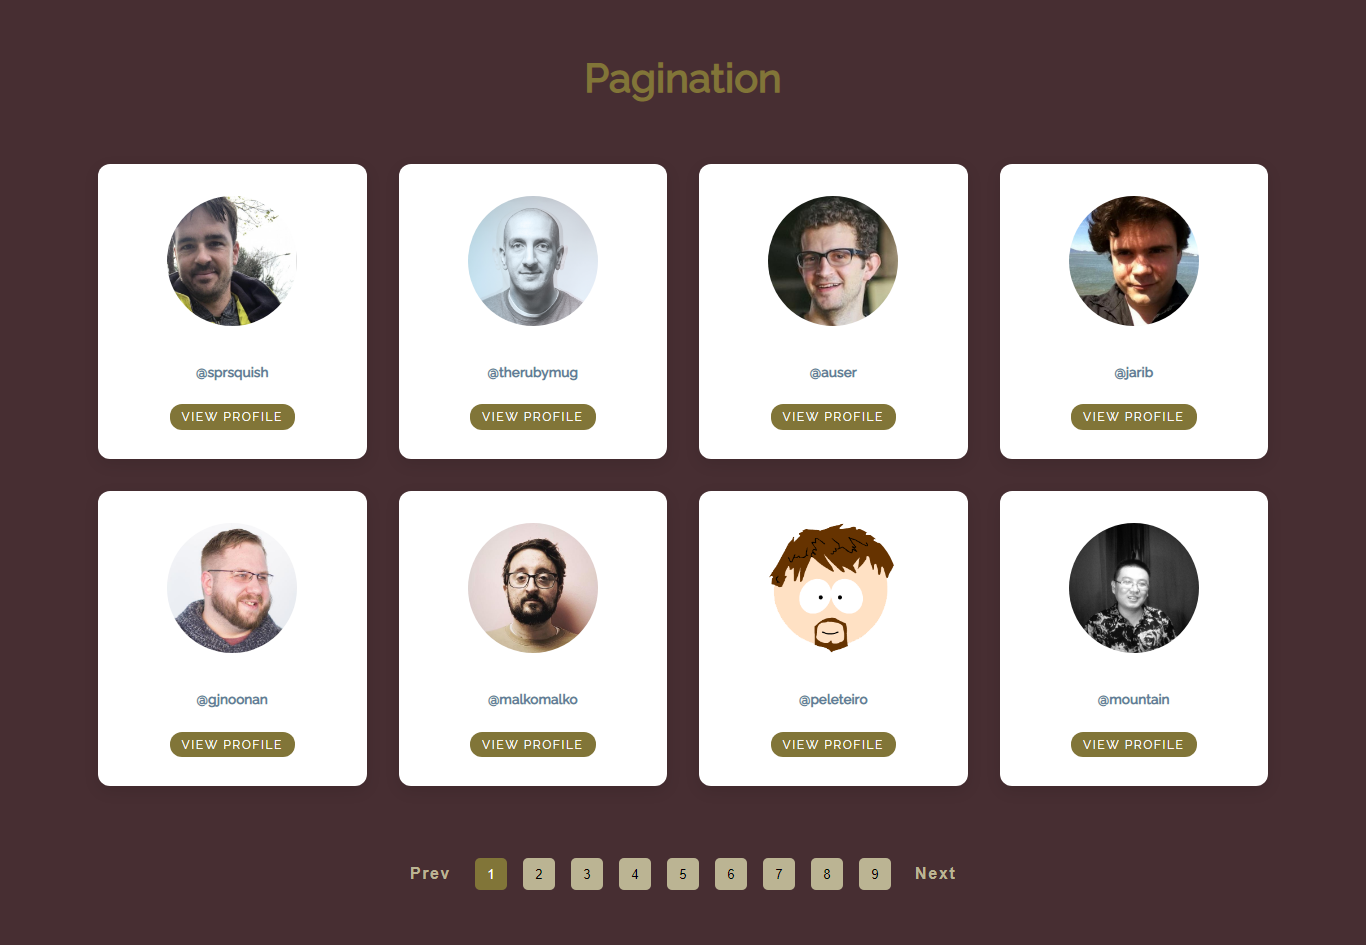 Pagination
@sprsquish @therubymug @auser @jarib
VIEW PROFILE VIEW PROFILE VIEW PROFILE VIEW PROFILE
@gjnoonan @malkomalko @peleteiro @mountain
VIEW PROFILE VIEW PROFILE VIEW PROFILE VIEW PROFILE
Prev 1 2 3 4 5 6 7 8 9 Next